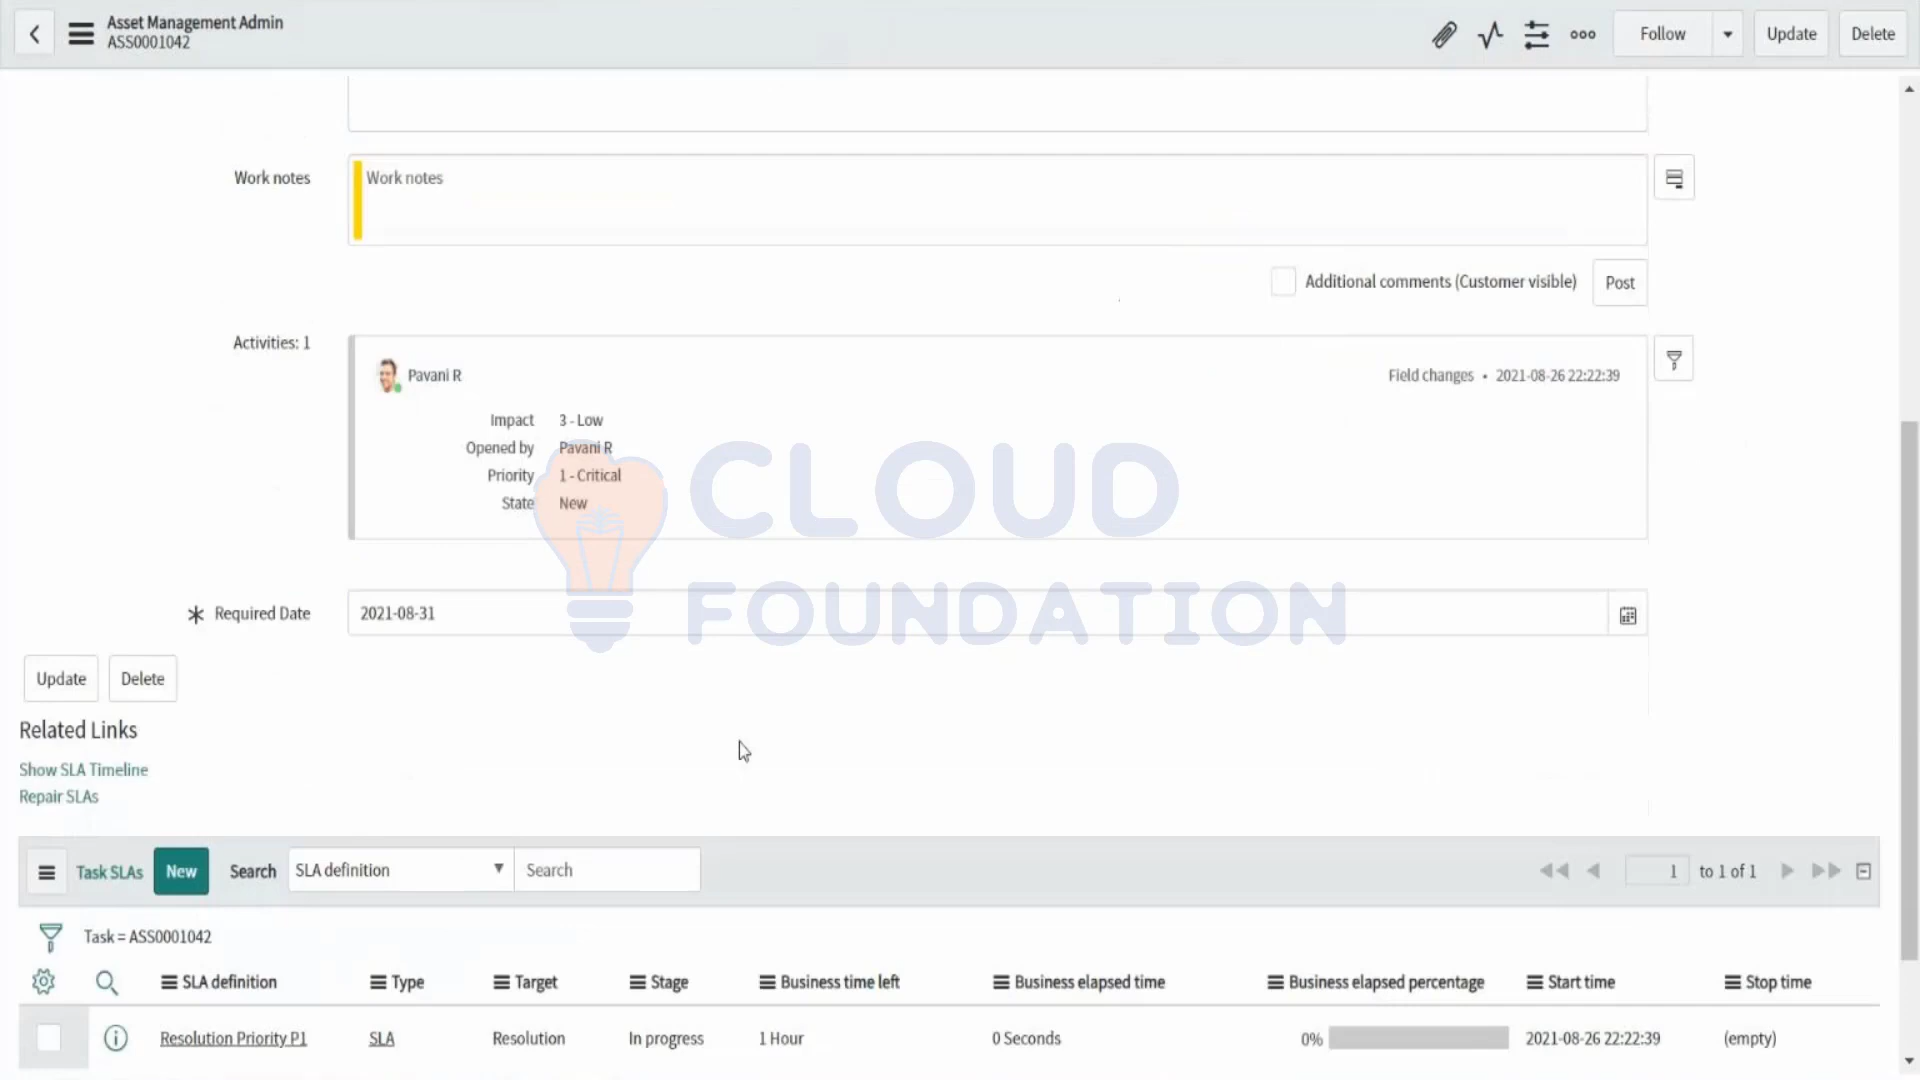 Asset Management Admin
ASS0001042
Follow
Update
Delete
Work notes
Work notes
Additional comments (Customer visible)
Post
Activities: 1
Pavani R
Field changes • 2021-08-26 22:22:39
Impact 3 - Low
Opened by Pavani R
Priority 1 - Critical
State New
CLOUD
FOUNDATION
Required Date 2021-08-31
Update
Delete
Related Links
Show SLA Timeline
Repair SLAs
Task SLAs New Search SLA definition Search 1 to 1 of 1
Task = ASS0001042
SLA definition Type Target Stage Business time left Business elapsed time Business elapsed percentage Start time Stop time
Resolution Priority P1 SLA Resolution In progress 1 Hour 0 Seconds 0% 2021-08-26 22:22:39 (empty)